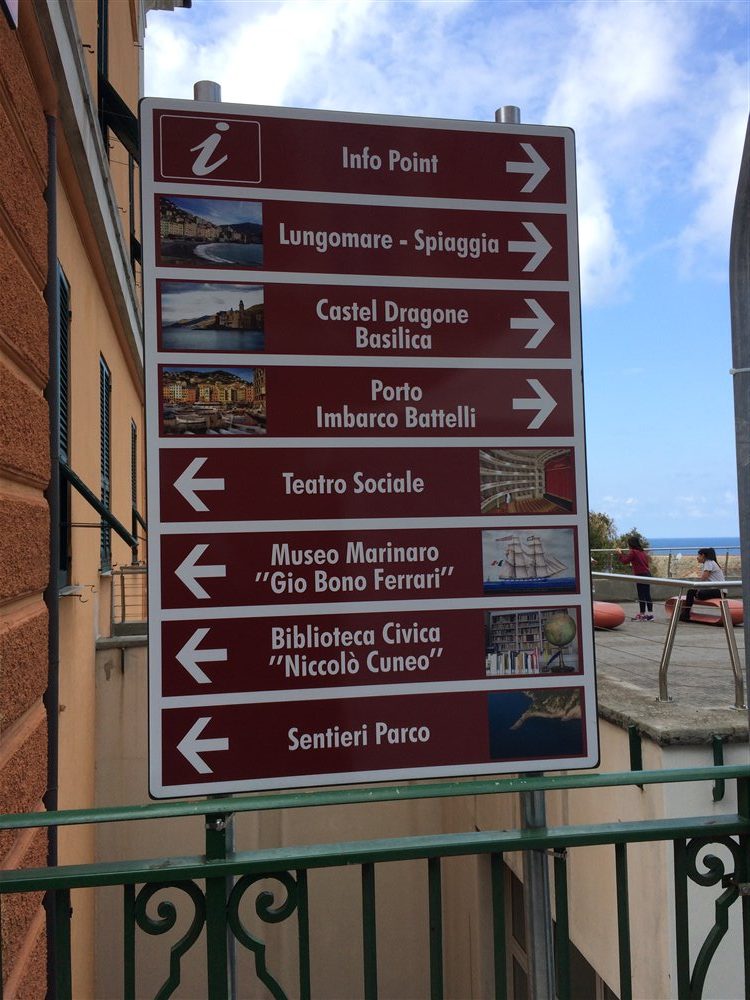 i
Info Point
Lungomare - Spiaggia
Castel Dragone
Basilica
Porto
Imbarco Battelli
Teatro Sociale
Museo Marinaro
"Gio Bono Ferrari"
Biblioteca Civica
"Niccolò Cuneo"
Sentieri Parco